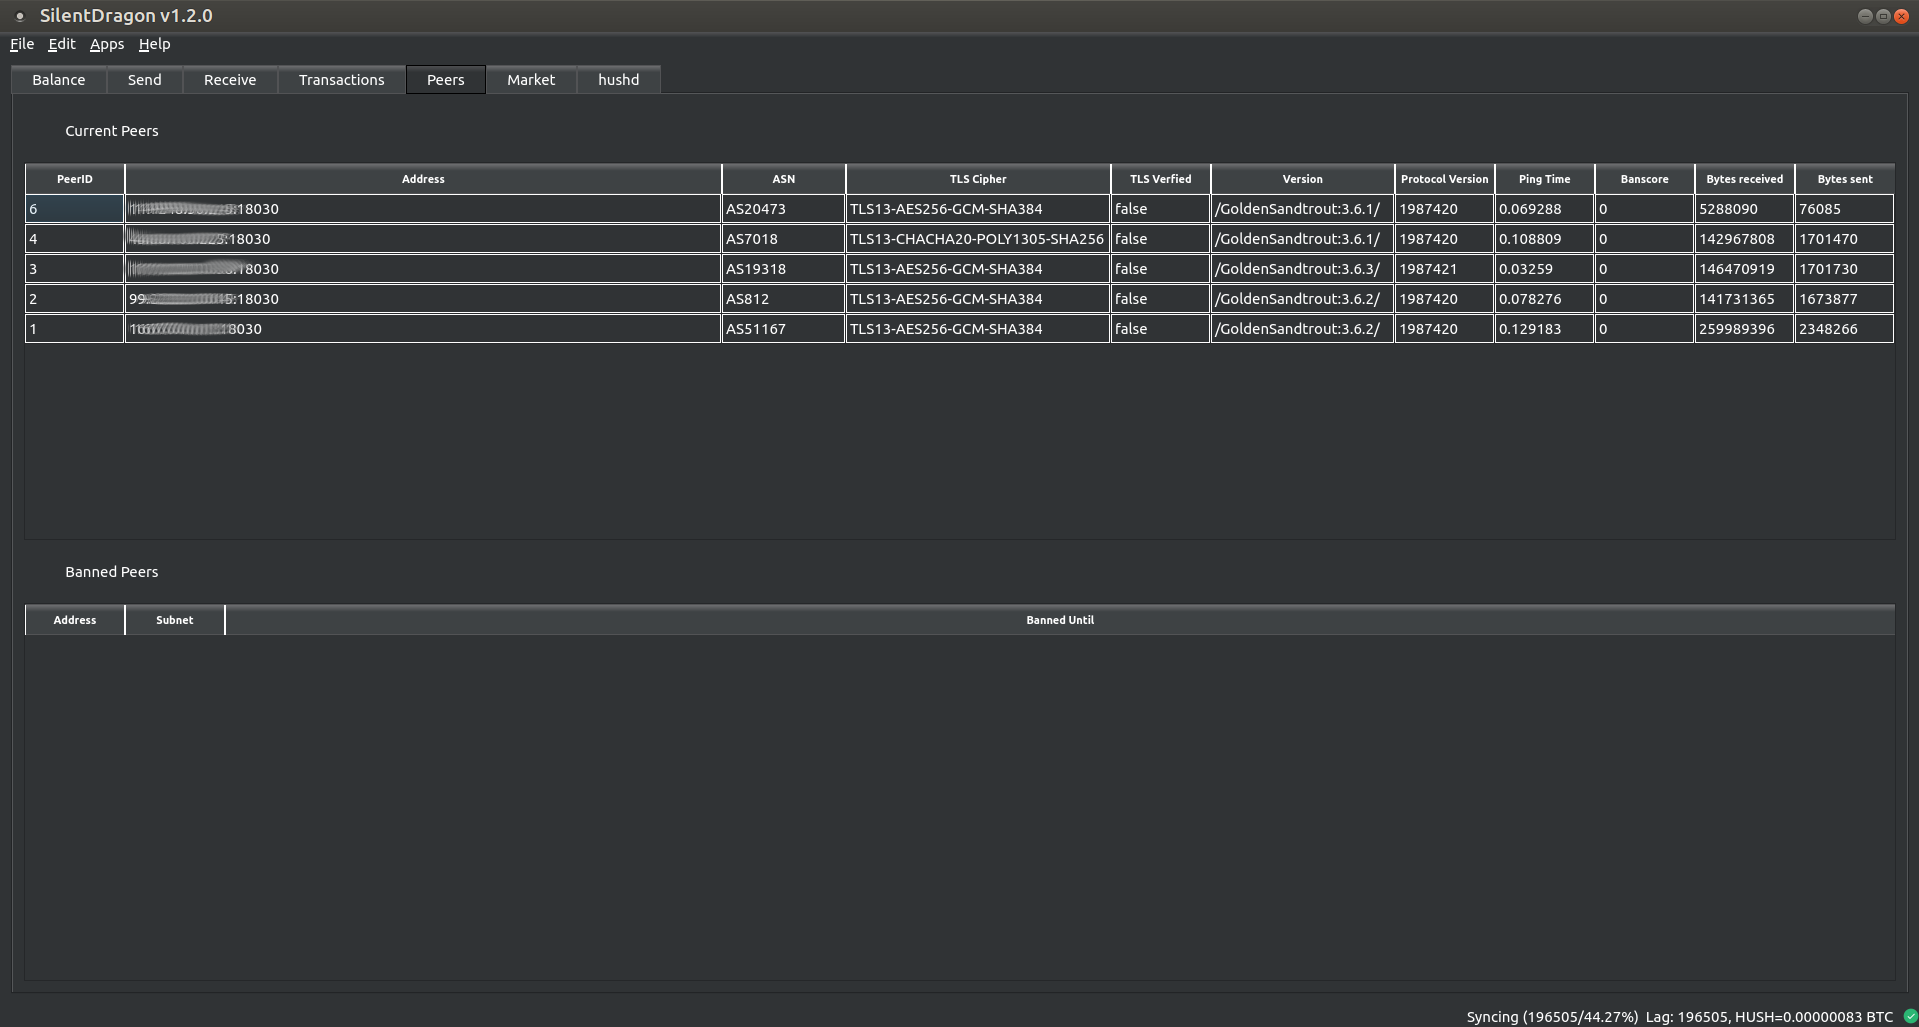 SilentDragon v1.2.0
File Edit Apps Help
Balance Send Receive Transactions Peers Market hushd
Current Peers
PeerID Address ASN TLS Cipher TLS Verfied Version Protocol Version Ping Time Banscore Bytes received Bytes sent
6 :18030 AS20473 TLS13-AES256-GCM-SHA384 false /GoldenSandtrout:3.6.1/ 1987420 0.069288 0 5288090 76085
4 :18030 AS7018 TLS13-CHACHA20-POLY1305-SHA256 false /GoldenSandtrout:3.6.1/ 1987420 0.108809 0 142967808 1701470
3 :18030 AS19318 TLS13-AES256-GCM-SHA384 false /GoldenSandtrout:3.6.3/ 1987421 0.03259 0 146470919 1701730
2 :18030 AS812 TLS13-AES256-GCM-SHA384 false /GoldenSandtrout:3.6.2/ 1987420 0.078276 0 141731365 1673877
1 8030 AS51167 TLS13-AES256-GCM-SHA384 false /GoldenSandtrout:3.6.2/ 1987420 0.129183 0 259989396 2348266
Banned Peers
Address Subnet Banned Until
Syncing (196505/44.27%) Lag: 196505, HUSH=0.00000083 BTC